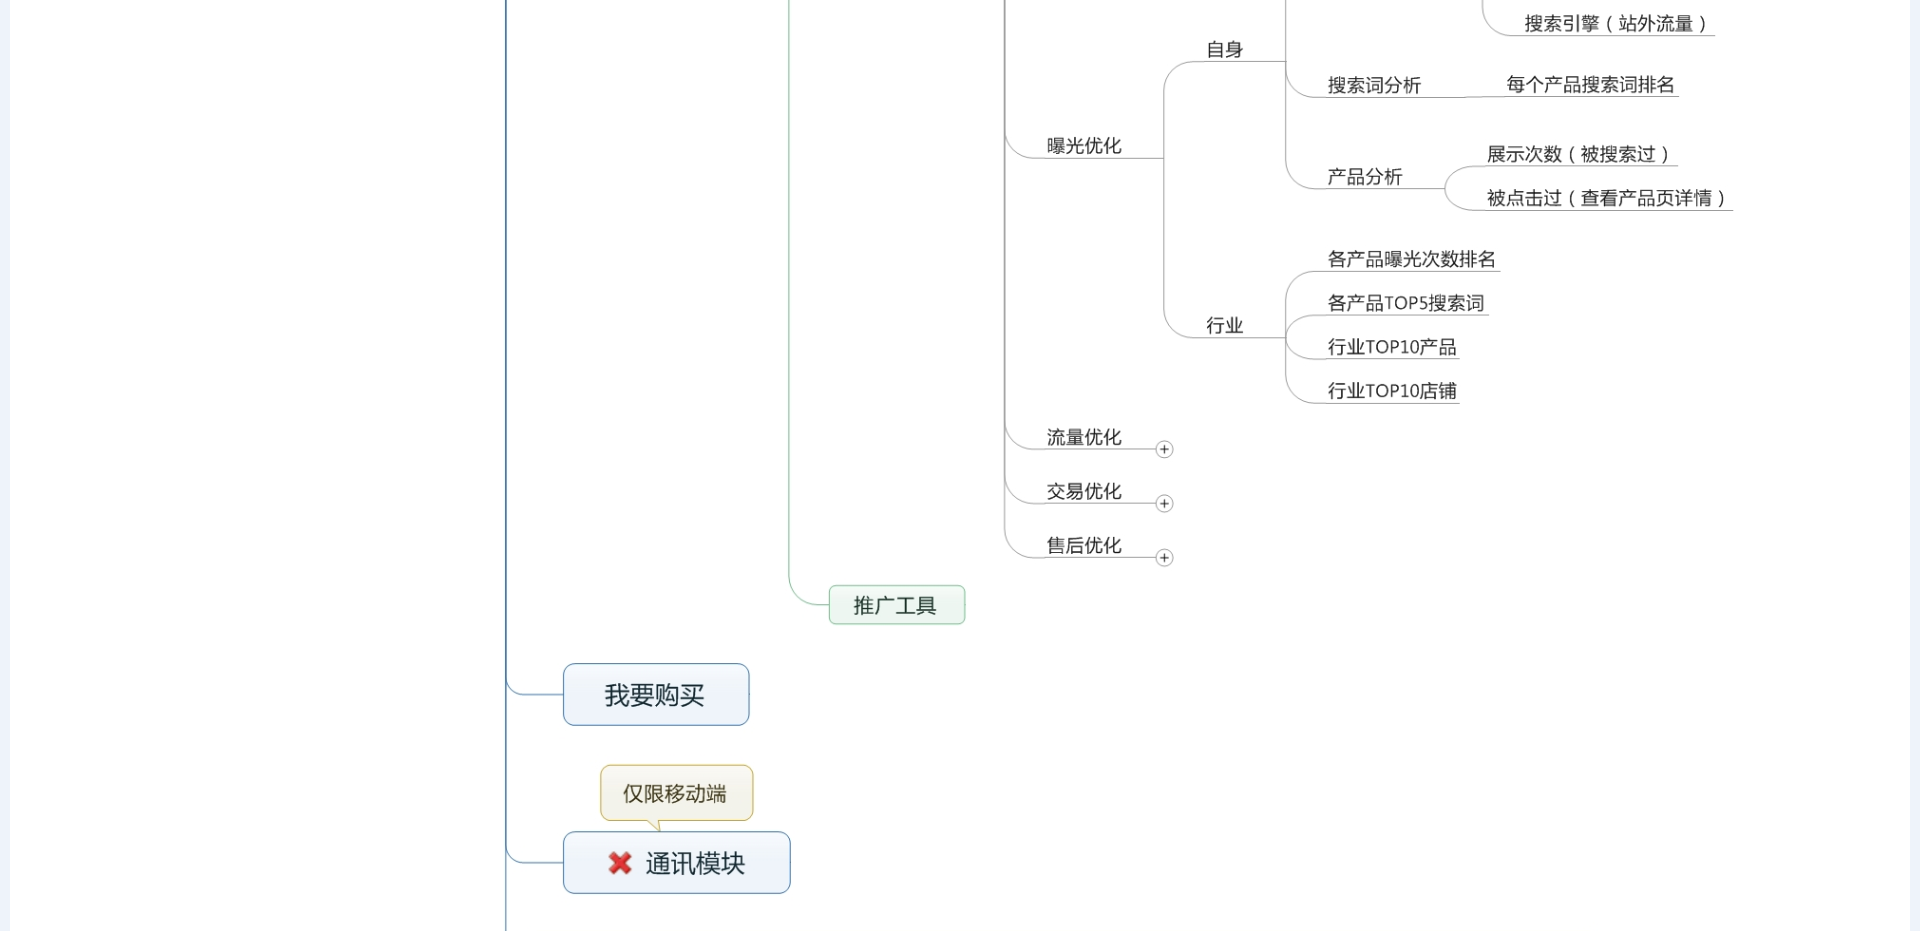 搜索引擎（站外流量）
自身
搜索词分析
每个产品搜索词排名
曝光优化
展示次数（被搜索过）
产品分析
被点击过（查看产品页详情）
各产品曝光次数排名
各产品TOP5搜索词
行业
行业TOP10产品
行业TOP10店铺
流量优化
交易优化
售后优化
推广工具
我要购买
仅限移动端
通讯模块